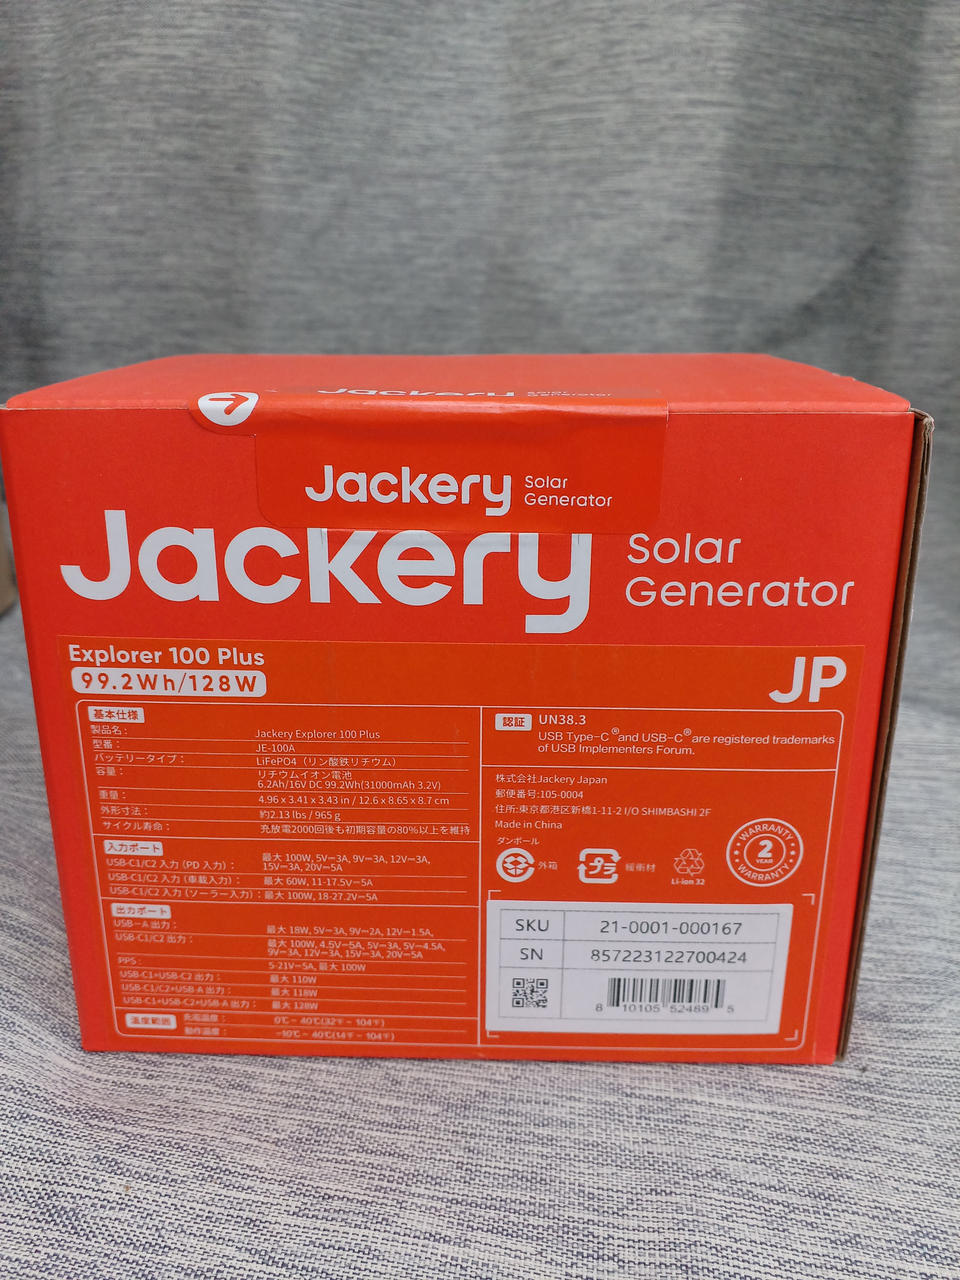 Jackery Solar Generator
Jackery Solar
Generator
Jackery Solar
Generator
Explorer 100 Plus
99.2Wh/128W
JP
基本仕様
製品名： Jackery Explorer 100 Plus
型番： JE-100A
バッテリータイプ： LiFePO4（リン酸鉄リチウム）
容量： リチウムイオン電池
6.2Ah/16V DC 99.2Wh(31000mAh 3.2V)
重量： 4.96 x 3.41 x 3.43 in / 12.6 x 8.65 x 8.7 cm
外形寸法： 約2.13 lbs / 965 g
サイクル寿命： 充放電2000回後も初期容量の80%以上を維持
入力ポート
USB-C1/C2 入力 (PD 入力)： 最大 100W, 5V⎓3A, 9V⎓3A, 12V⎓3A,
15V⎓3A, 20V⎓5A
USB-C1/C2 入力 (車載入力)： 最大 60W, 11-17.5V⎓5A
USB-C1/C2 入力 (ソーラー入力)： 最大 100W, 18-27.2V⎓5A
出力ポート
USB-A 出力： 最大 18W, 5V⎓3A, 9V⎓2A, 12V⎓1.5A,
USB-C1/C2 出力： 最大 100W, 4.5V⎓5A, 5V⎓3A, 5V⎓4.5A,
9V⎓3A, 12V⎓3A, 15V⎓3A, 20V⎓5A
PPS： 5-21V⎓5A, 最大 100W
USB-C1+USB-C2 出力： 最大 110W
USB-C1/C2+USB-A 出力： 最大 118W
USB-C1+USB-C2+USB-A 出力： 最大 128W
温度範囲
充電温度： 0℃ ~ 40℃(32℉ ~ 104℉)
動作温度： -10℃ ~ 40℃(14℉ ~ 104℉)
認証 UN38.3
USB Type-C® and USB-C® are registered trademarks
of USB Implementers Forum.
株式会社Jackery Japan
郵便番号:105-0004
住所:東京都港区新橋1-11-2 I/O SHIMBASHI 2F
Made in China
ダンボール
外箱
プラ
緩衝材
Li-ion 32
WARRANTY
2
YEAR
WARRANTY
SKU 21-0001-000167
SN 857223122700424
8 10105 52489 5